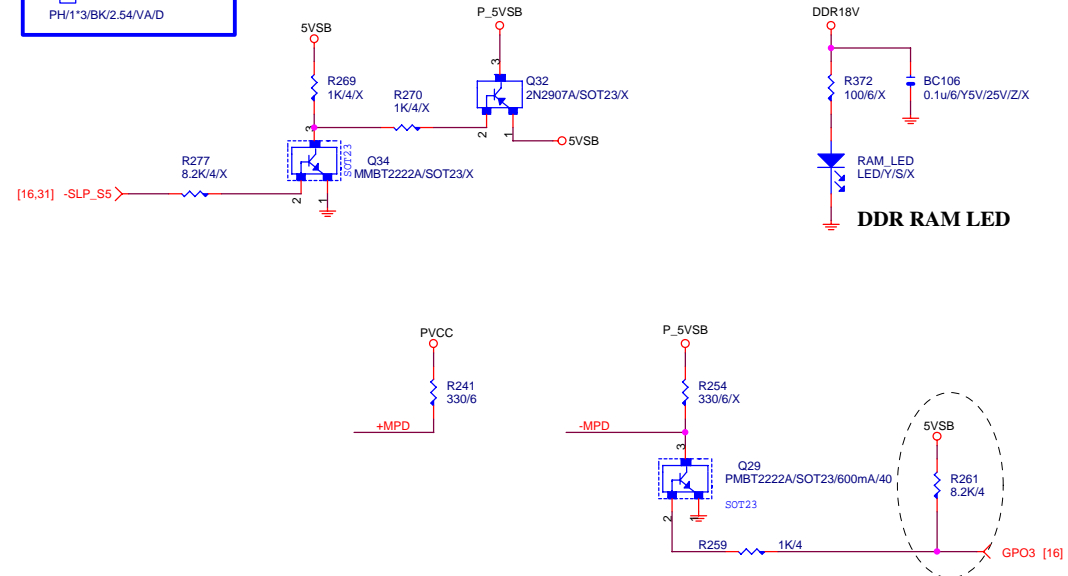 PH/1*3/BK/2.54/VA/D
5VSB
R269
1K/4/X
R270
1K/4/X
P_5VSB
3
Q32
2N2907A/SOT23/X
2
1
5VSB
3
SOT23
Q34
MMBT2222A/SOT23/X
R277
8.2K/4/X
[16,31] -SLP_S5
2
1
DDR18V
R372
100/6/X
BC106
0.1u/6/Y5V/25V/Z/X
RAM_LED
LED/Y/S/X
DDR RAM LED
PVCC
R241
330/6
+MPD
P_5VSB
R254
330/6/X
-MPD
3
Q29
PMBT2222A/SOT23/600mA/40
SOT23
2
1
R259
1K/4
5VSB
R261
8.2K/4
GPO3 [16]